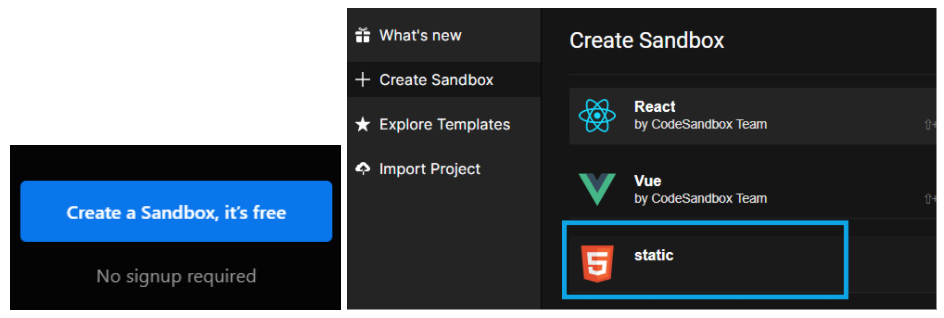 Create a Sandbox, it's free
No signup required
What's new
Create Sandbox
Explore Templates
Import Project
Create Sandbox
React
by CodeSandbox Team
Vue
by CodeSandbox Team
static